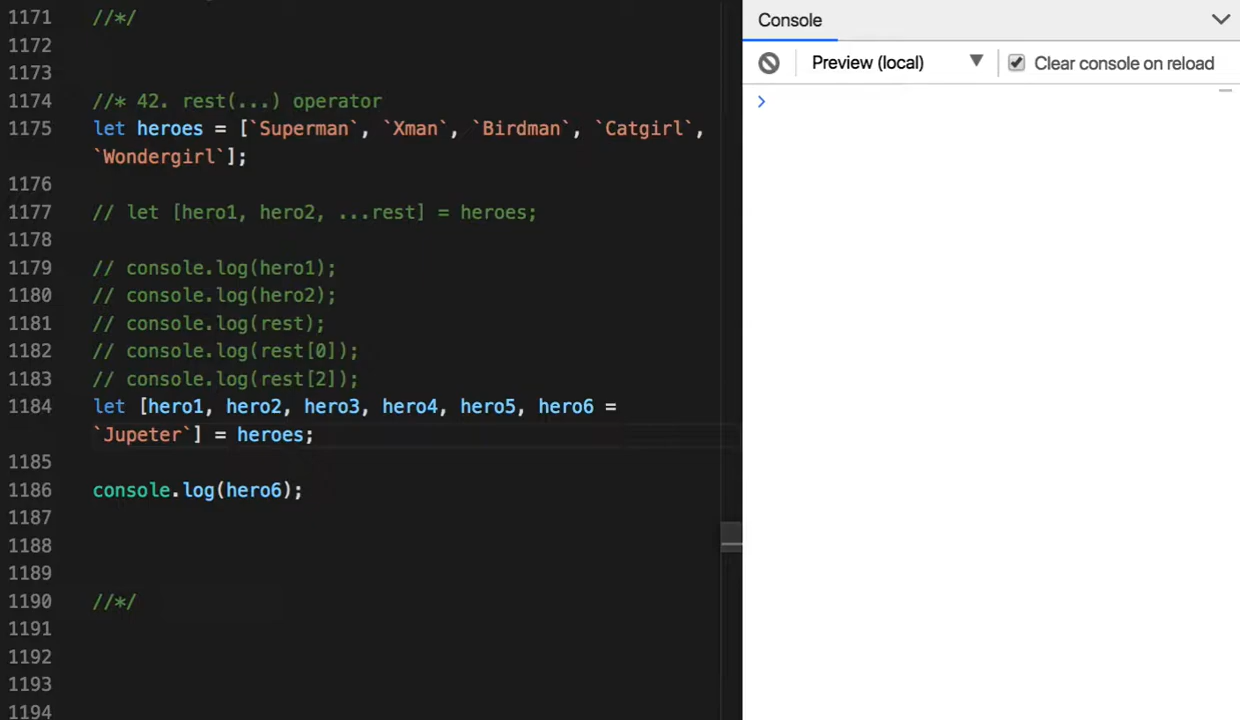 1171 //*/
1172
1173
1174 //* 42. rest(...) operator
1175 let heroes = [`Superman`, `Xman`, `Birdman`, `Catgirl`,
`Wondergirl`];
1176
1177 // let [hero1, hero2, ...rest] = heroes;
1178
1179 // console.log(hero1);
1180 // console.log(hero2);
1181 // console.log(rest);
1182 // console.log(rest[0]);
1183 // console.log(rest[2]);
1184 let [hero1, hero2, hero3, hero4, hero5, hero6 =
`Jupeter`] = heroes;
1185
1186 console.log(hero6);
1187
1188
1189
1190 //*/
1191
1192
1193
1194
Console
Preview (local) ▼ Clear console on reload
>